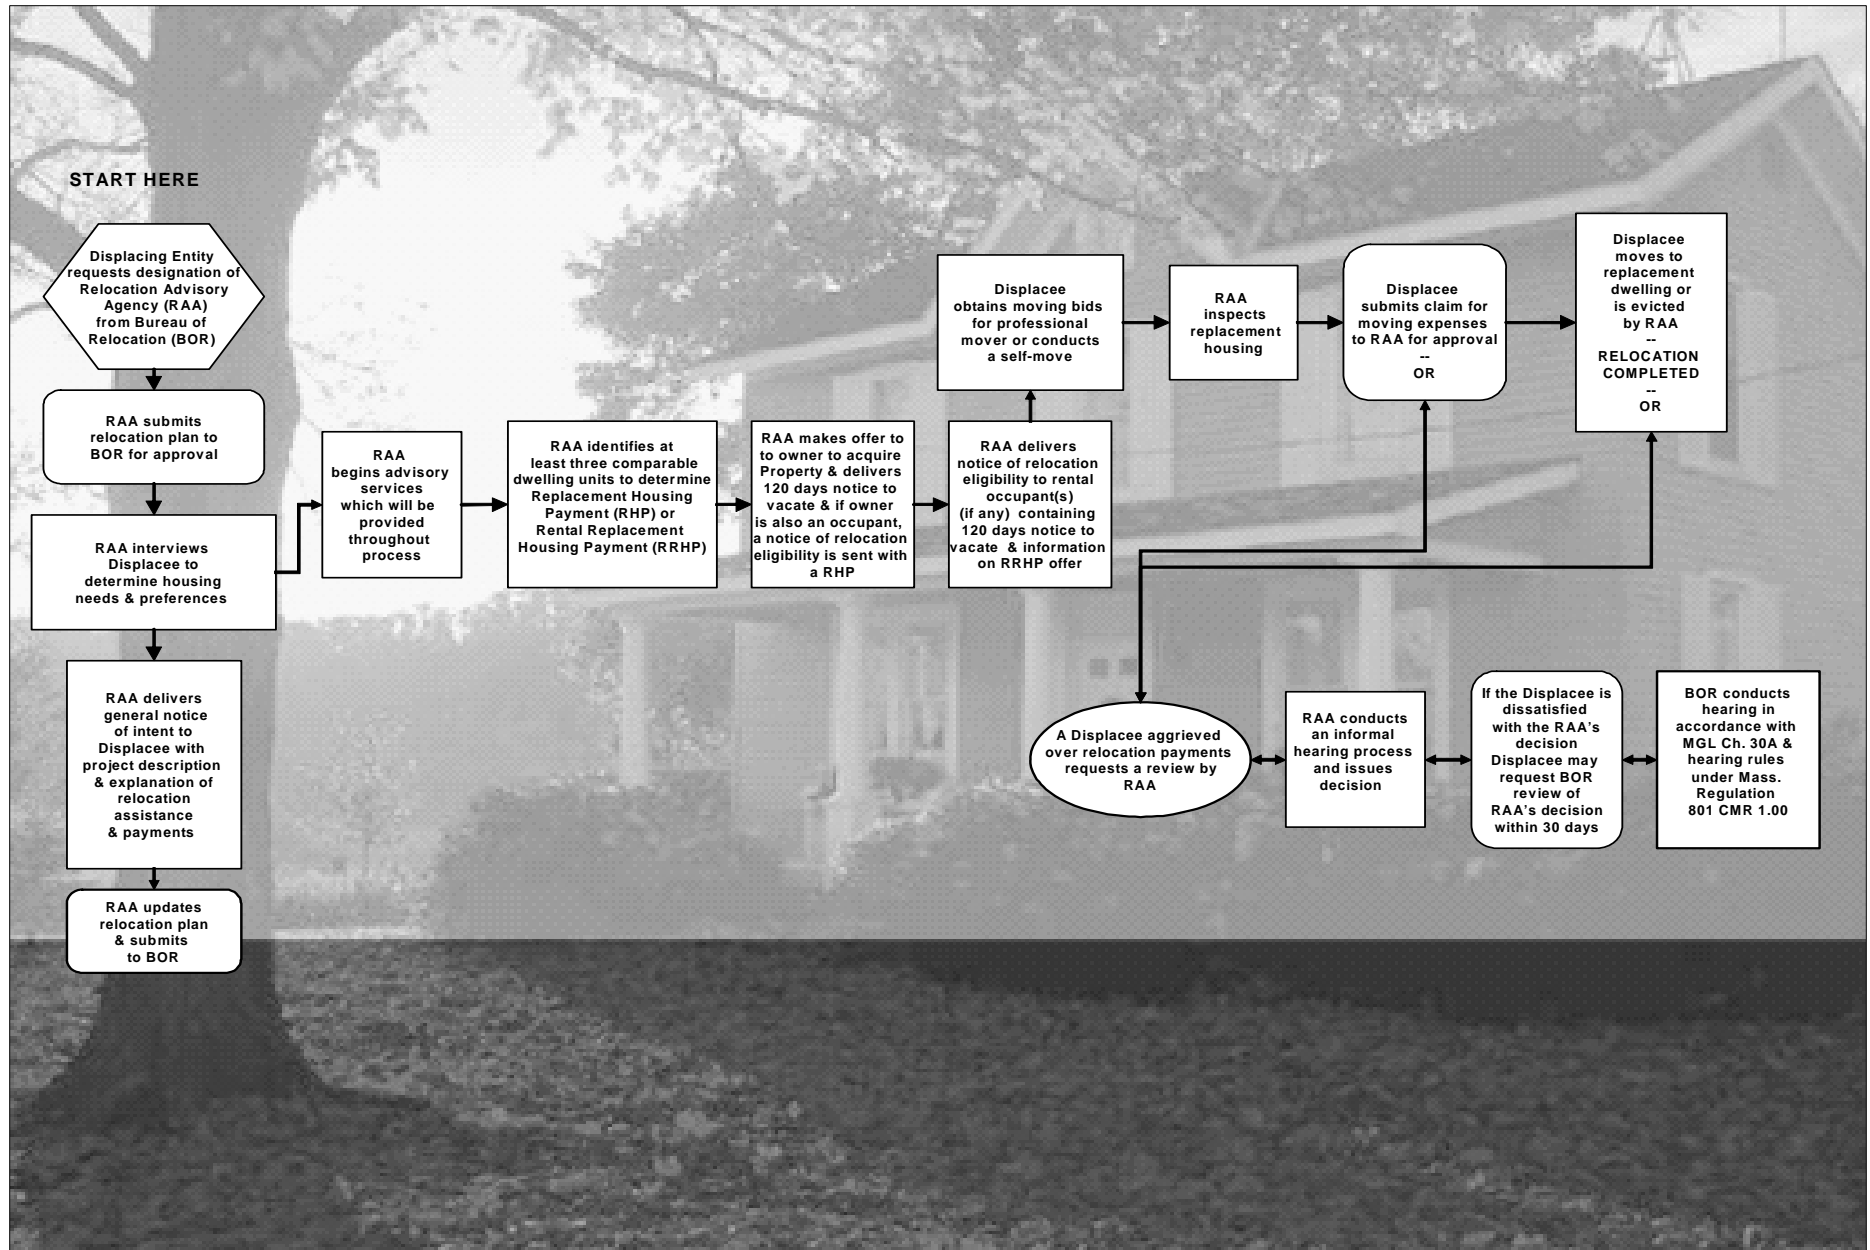 START HERE
Displacing Entity
requests designation of
Relocation Advisory
Agency (RAA)
from Bureau of
Relocation (BOR)
RAA submits
relocation plan to
BOR for approval
RAA interviews
Displacee to
determine housing
needs & preferences
RAA delivers
general notice
of intent to
Displacee with
project description
& explanation of
relocation
assistance
& payments
RAA updates
relocation plan
& submits
to BOR
RAA
begins advisory
services
which will be
provided
throughout
process
RAA identifies at
least three comparable
dwelling units to determine
Replacement Housing
Payment (RHP) or
Rental Replacement
Housing Payment (RRHP)
RAA makes offer to
to owner to acquire
Property & delivers
120 days notice to
vacate & if owner
is also an occupant,
a notice of relocation
eligibility is sent with
a RHP
RAA delivers
notice of relocation
eligibility to rental
occupant(s)
(if any) containing
120 days notice to
vacate & information
on RRHP offer
Displacee
obtains moving bids
for professional
mover or conducts
a self-move
RAA
inspects
replacement
housing
Displacee
submits claim for
moving expenses
to RAA for approval
--
OR
Displacee
moves to
replacement
dwelling or
is evicted
by RAA
--
RELOCATION
COMPLETED
--
OR
A Displacee aggrieved
over relocation payments
requests a review by
RAA
RAA conducts
an informal
hearing process
and issues
decision
If the Displacee is
dissatisfied
with the RAA's
decision
Displacee may
request BOR
review of
RAA's decision
within 30 days
BOR conducts
hearing in
accordance with
MGL Ch. 30A &
hearing rules
under Mass.
Regulation
801 CMR 1.00